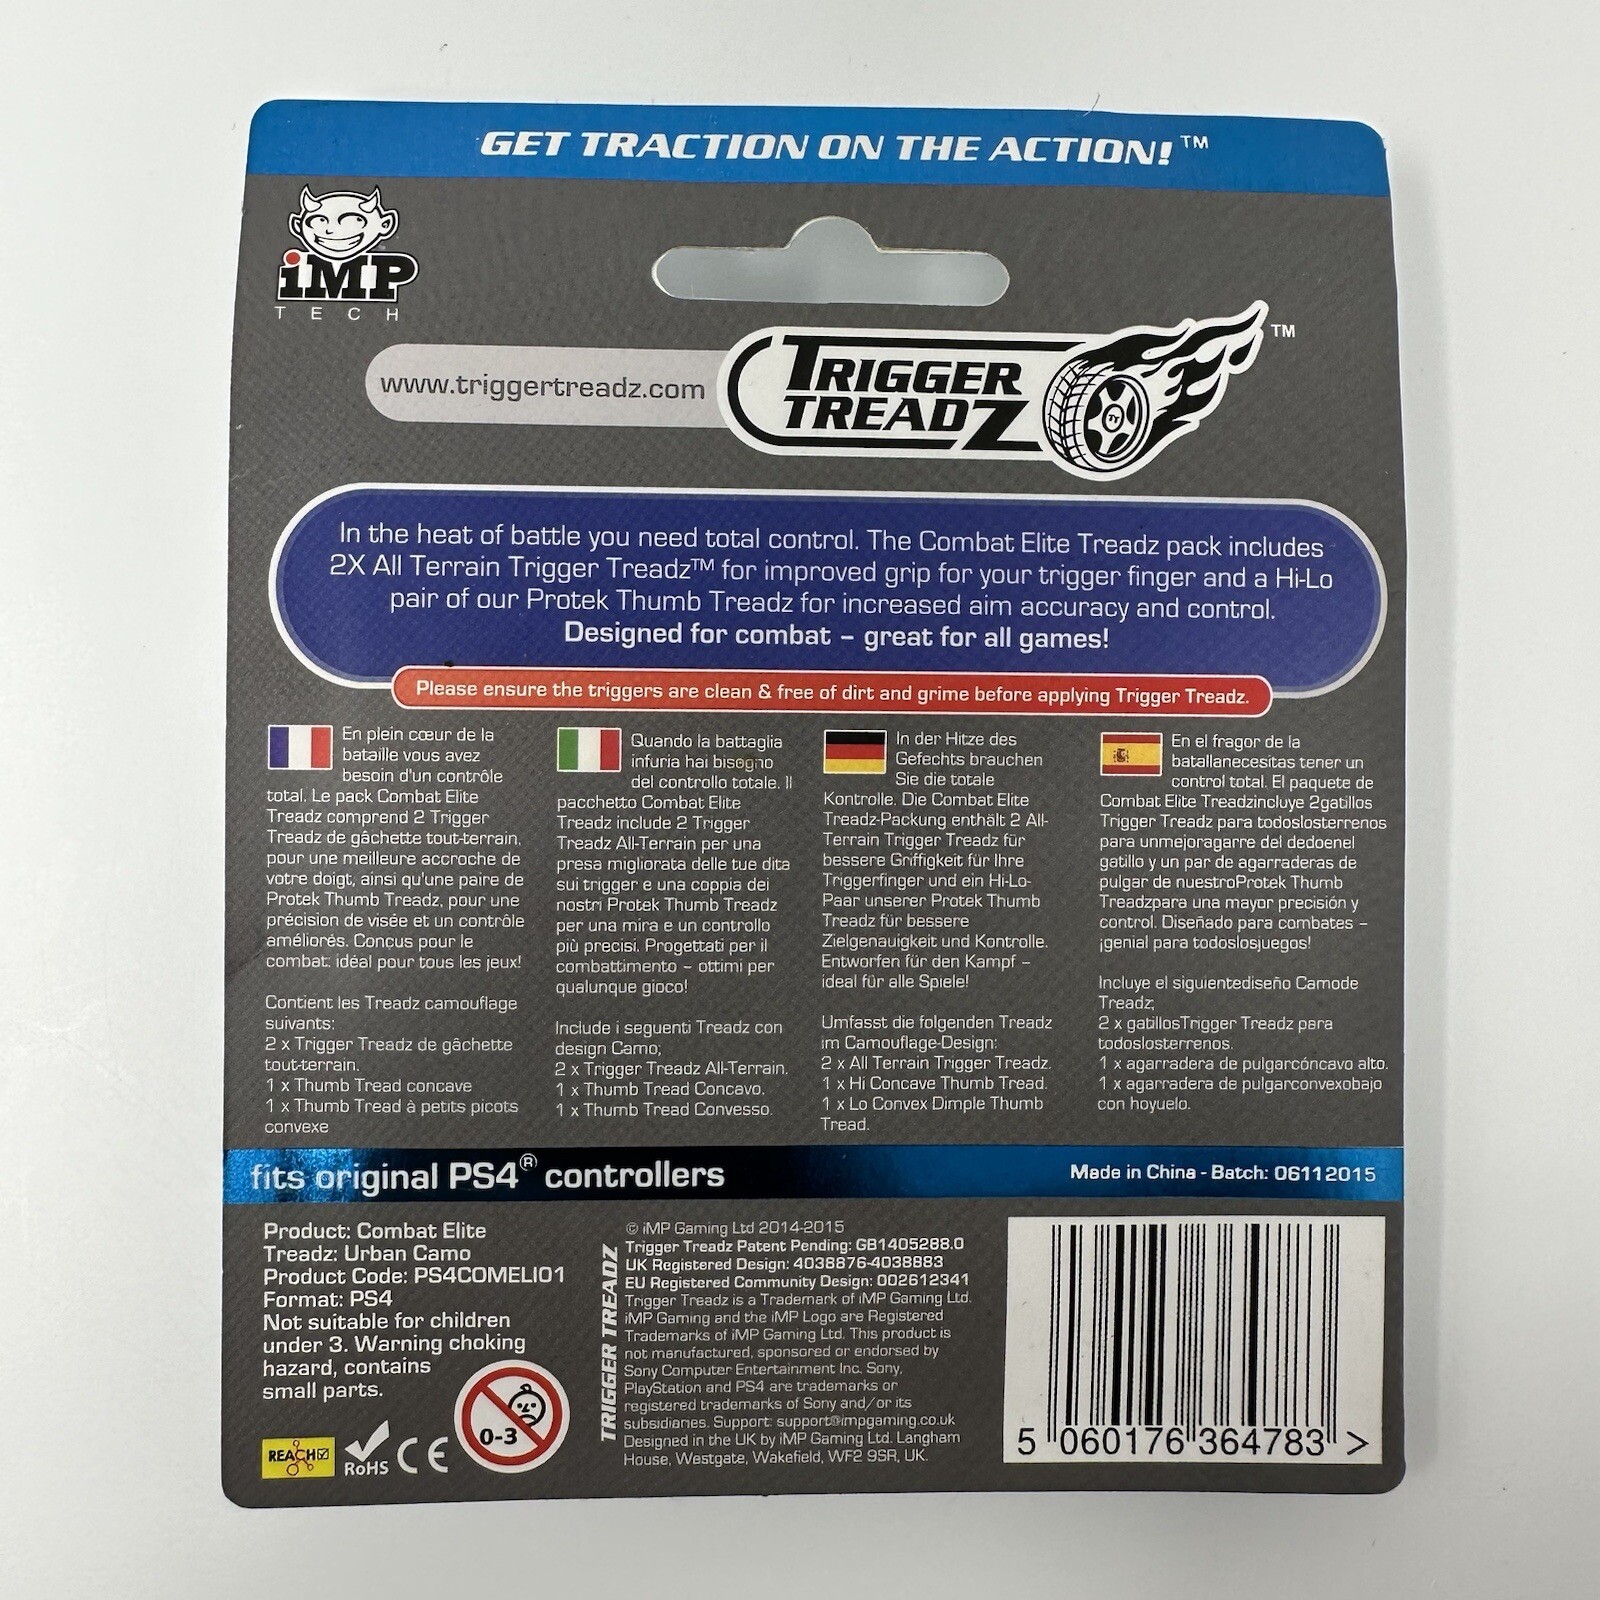 GET TRACTION ON THE ACTION!™
iMP
TECH
www.triggertreadz.com
TRIGGER
TREADZ
™
TT
In the heat of battle you need total control. The Combat Elite Treadz pack includes
2X All Terrain Trigger Treadz™ for improved grip for your trigger finger and a Hi-Lo
pair of our Protek Thumb Treadz for increased aim accuracy and control.
Designed for combat – great for all games!
Please ensure the triggers are clean & free of dirt and grime before applying Trigger Treadz.
En plein cœur de la
bataille vous avez
besoin d'un contrôle
total. Le pack Combat Elite
Treadz comprend 2 Trigger
Treadz de gâchette tout-terrain,
pour une meilleure accroche de
votre doigt, ainsi qu'une paire de
Protek Thumb Treadz, pour une
précision de visée et un contrôle
améliorés. Conçus pour le
combat: idéal pour tous les jeux!
Contient les Treadz camouflage
suivants:
2 x Trigger Treadz de gâchette
tout-terrain.
1 x Thumb Tread concave
1 x Thumb Tread à petits picots
convexe
Quando la battaglia
infuria hai bisogno
del controllo totale. Il
pacchetto Combat Elite
Treadz include 2 Trigger
Treadz All-Terrain per una
presa migliorata delle tue dita
sui trigger e una coppia dei
nostri Protek Thumb Treadz
per una mira e un controllo
più precisi. Progettati per il
combattimento – ottimi per
qualunque gioco!
Include i seguenti Treadz con
design Camo;
2 x Trigger Treadz All-Terrain.
1 x Thumb Tread Concavo.
1 x Thumb Tread Convesso.
In der Hitze des
Gefechts brauchen
Sie die totale
Kontrolle. Die Combat Elite
Treadz-Packung enthält 2 All-
Terrain Trigger Treadz für
bessere Griffigkeit für Ihre
Triggerfinger und ein Hi-Lo-
Paar unserer Protek Thumb
Treadz für bessere
Zielgenauigkeit und Kontrolle.
Entworfen für den Kampf –
ideal für alle Spiele!
Umfasst die folgenden Treadz
im Camouflage-Design:
2 x All Terrain Trigger Treadz.
1 x Hi Concave Thumb Tread.
1 x Lo Convex Dimple Thumb
Tread.
En el fragor de la
batallanecesitas tener un
control total. El paquete de
Combat Elite Treadzincluye 2gatillos
Trigger Treadz para todoslosterrenos
para unmejoragarre del dedoenel
gatillo y un par de agarraderas de
pulgar de nuestroProtek Thumb
Treadzpara una mayor precisión y
control. Diseñado para combates –
¡genial para todoslosjuegos!
Incluye el siguientediseño Camode
Treadz;
2 x gatillosTrigger Treadz para
todoslosterrenos.
1 x agarradera de pulgarcóncavo alto.
1 x agarradera de pulgarconvexobajo
con hoyuelo.
fits original PS4® controllers
Made in China - Batch: 06112015
Product: Combat Elite
Treadz: Urban Camo
Product Code: PS4COMELI01
Format: PS4
Not suitable for children
under 3. Warning choking
hazard, contains
small parts.
REACH
RoHS
CE
0-3
TRIGGER TREADZ
© iMP Gaming Ltd 2014-2015
Trigger Treadz Patent Pending: GB1405288.0
UK Registered Design: 4038876-4038883
EU Registered Community Design: 002612341
Trigger Treadz is a Trademark of iMP Gaming Ltd.
iMP Gaming and the iMP Logo are Registered
Trademarks of iMP Gaming Ltd. This product is
not manufactured, sponsored or endorsed by
Sony Computer Entertainment Inc. Sony,
PlayStation and PS4 are trademarks or
registered trademarks of Sony and/or its
subsidiaries. Support: support@impgaming.co.uk
Designed in the UK by iMP Gaming Ltd. Langham
House, Westgate, Wakefield, WF2 9SR, UK.
5 060176 364783 >